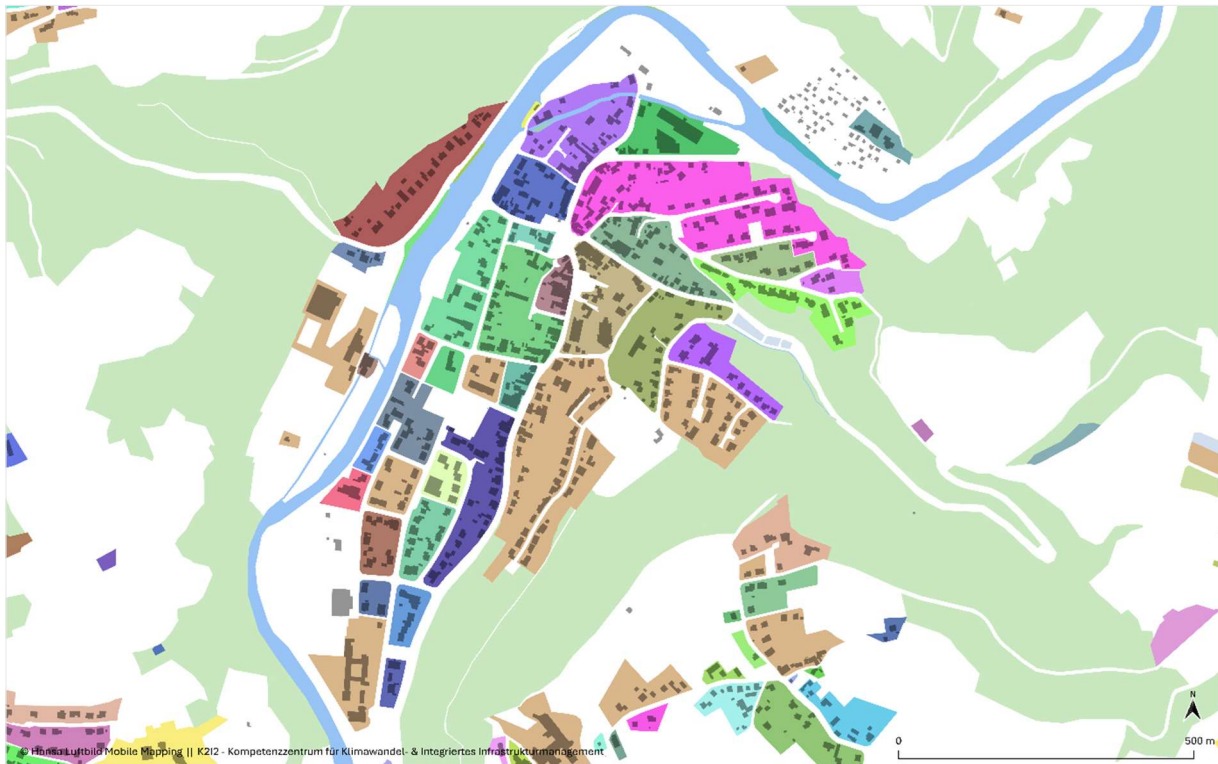 N
0 500 m
© Hansa Luftbild Mobile Mapping || K2I2 - Kompetenzzentrum für Klimawandel- & Integriertes Infrastrukturmanagement